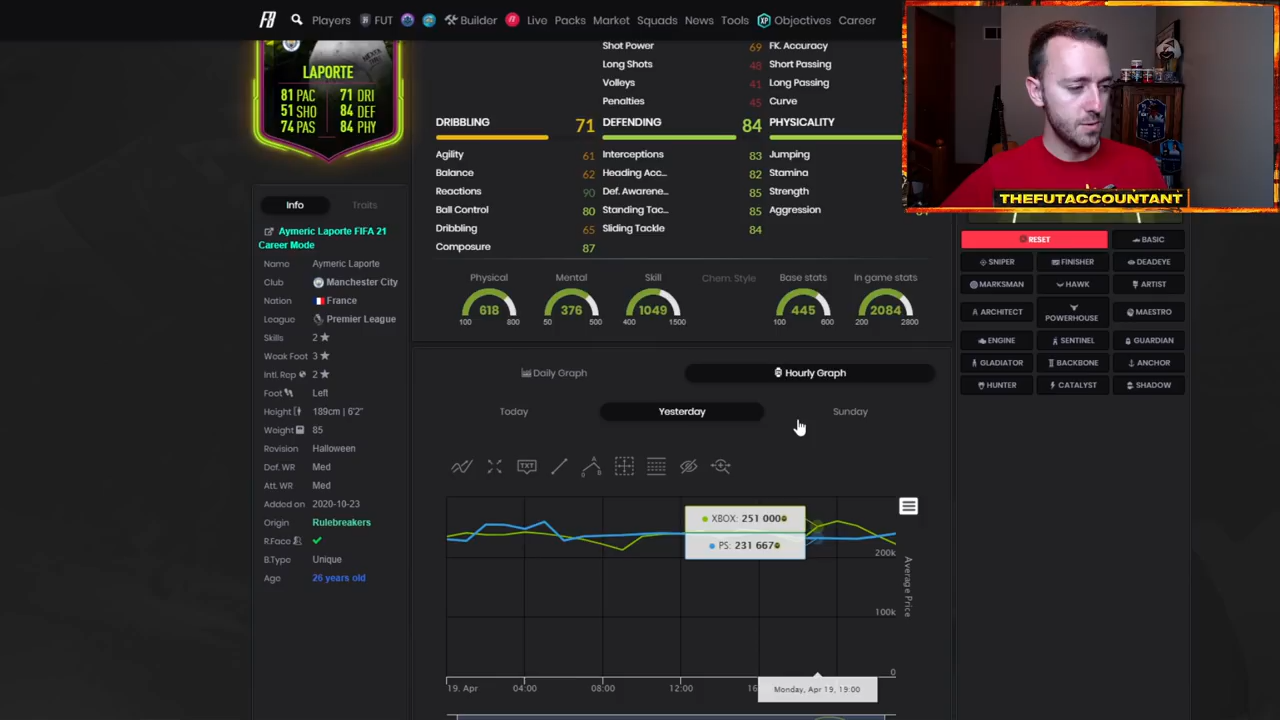 Players
FUT
Builder
Live
Packs
Market
Squads
News
Tools
XP
Objectives
Career
LAPORTE
81 PAC 71 DRI
51 SHO 84 DEF
74 PAS 84 PHY
Shot Power 69
Long Shots 48
Volleys 41
Penalties 45
FK. Accuracy
Short Passing
Long Passing
Curve
DRIBBLING 71
Agility 61
Balance 62
Reactions 90
Ball Control 80
Dribbling 65
Composure 87
DEFENDING 84
Interceptions 83
Heading Acc... 82
Def. Awarene... 85
Standing Tac... 85
Sliding Tackle 84
PHYSICALITY
Jumping
Stamina
Strength
Aggression
THEFUTACCOUNTANT
Info
Traits
Aymeric Laporte FIFA 21
Career Mode
Name Aymeric Laporte
Club Manchester City
Nation France
League Premier League
Skills 2
Weak Foot 3
Intl. Rep 2
Foot Left
Height 189cm | 6'2"
Weight 85
Revision Halloween
Def. WR Med
Att. WR Med
Added on 2020-10-23
Origin Rulebreakers
R.Face
B.Type Unique
Age 26 years old
Physical
618
100 800
Mental
376
50 500
Skill
1049
400 1500
Chem. Style
Base stats
445
100 600
In game stats
2084
200 2800
RESET
BASIC
SNIPER
FINISHER
DEADEYE
MARKSMAN
HAWK
ARTIST
ARCHITECT
POWERHOUSE
MAESTRO
ENGINE
SENTINEL
GUARDIAN
GLADIATOR
BACKBONE
ANCHOR
HUNTER
CATALYST
SHADOW
Daily Graph
Hourly Graph
Today
Yesterday
Sunday
TXT
XBOX: 251 000
PS: 231 667
200k
100k
0
Average Price
19. Apr
04:00
08:00
12:00
Monday, Apr 19, 19:00